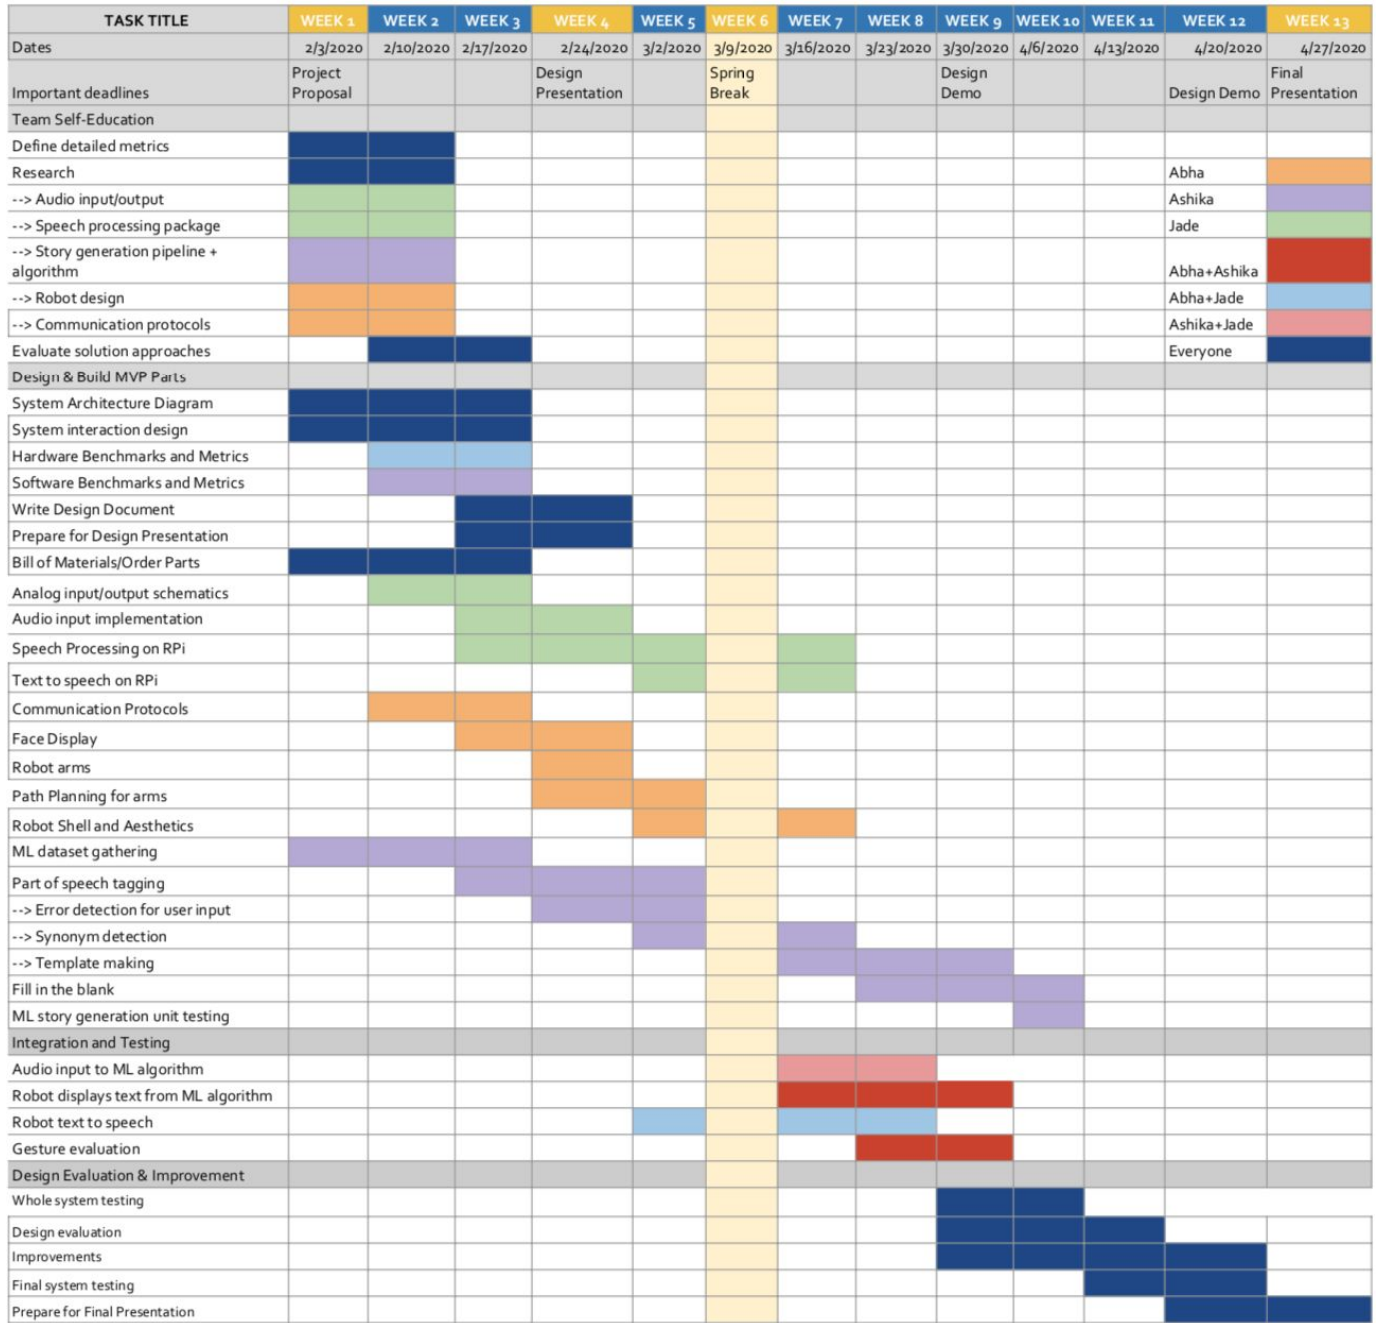 TASK TITLE WEEK 1 WEEK 2 WEEK 3 WEEK 4 WEEK 5 WEEK 6 WEEK 7 WEEK 8 WEEK 9 WEEK 10 WEEK 11 WEEK 12 WEEK 13
Dates 2/3/2020 2/10/2020 2/17/2020 2/24/2020 3/2/2020 3/9/2020 3/16/2020 3/23/2020 3/30/2020 4/6/2020 4/13/2020 4/20/2020 4/27/2020
Project Design Spring Design Final
Important deadlines Proposal Presentation Break Demo Design Demo Presentation
Team Self-Education
Define detailed metrics
Research Abha
--> Audio input/output Ashika
--> Speech processing package Jade
--> Story generation pipeline +
algorithm Abha+Ashika
--> Robot design Abha+Jade
--> Communication protocols Ashika+Jade
Evaluate solution approaches Everyone
Design & Build MVP Parts
System Architecture Diagram
System interaction design
Hardware Benchmarks and Metrics
Software Benchmarks and Metrics
Write Design Document
Prepare for Design Presentation
Bill of Materials/Order Parts
Analog input/output schematics
Audio input implementation
Speech Processing on RPi
Text to speech on RPi
Communication Protocols
Face Display
Robot arms
Path Planning for arms
Robot Shell and Aesthetics
ML dataset gathering
Part of speech tagging
--> Error detection for user input
--> Synonym detection
--> Template making
Fill in the blank
ML story generation unit testing
Integration and Testing
Audio input to ML algorithm
Robot displays text from ML algorithm
Robot text to speech
Gesture evaluation
Design Evaluation & Improvement
Whole system testing
Design evaluation
Improvements
Final system testing
Prepare for Final Presentation